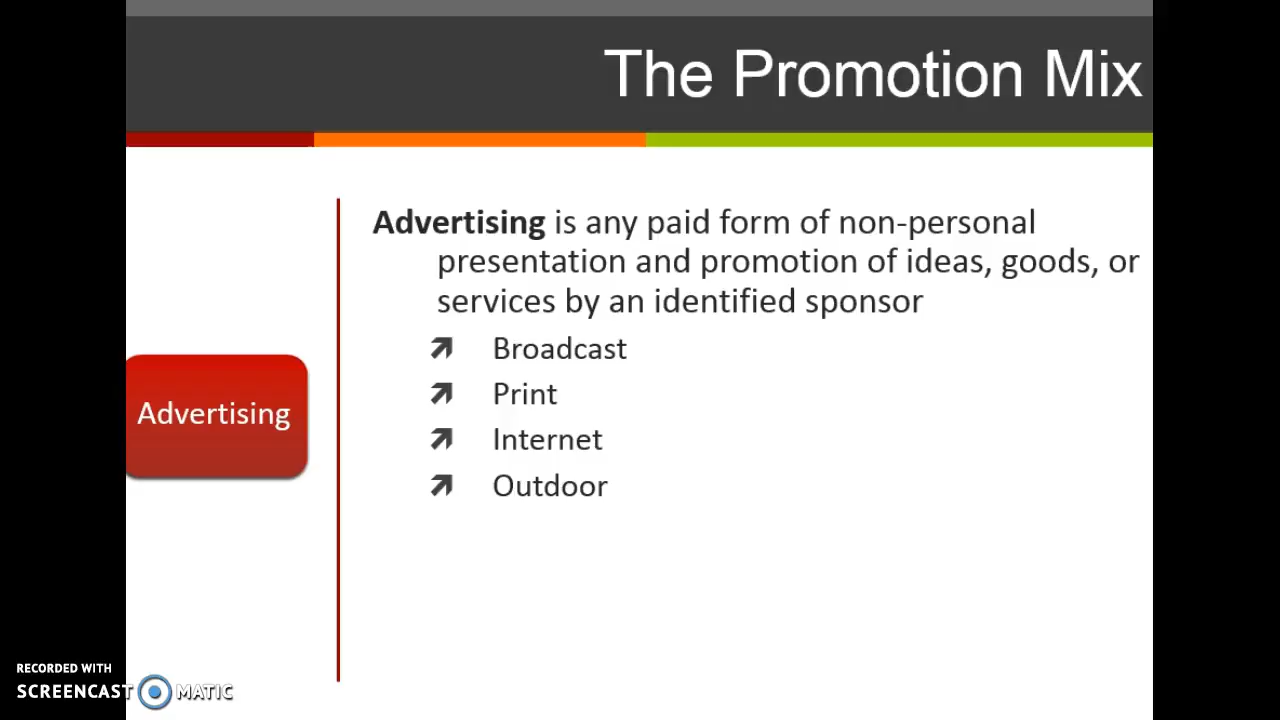 The Promotion Mix
Advertising is any paid form of non-personal
presentation and promotion of ideas, goods, or
services by an identified sponsor
Broadcast
Print
Advertising
Internet
Outdoor
RECORDED WITH
SCREENCAST MATIC